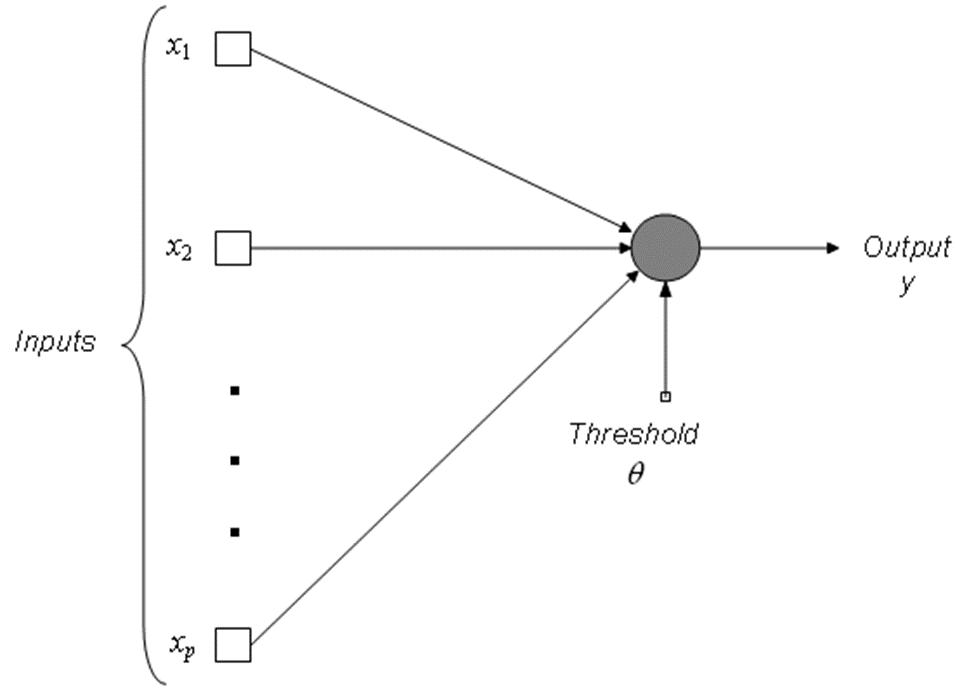 x₁
x₂
Inputs
Output
y
Threshold
θ
xₚ